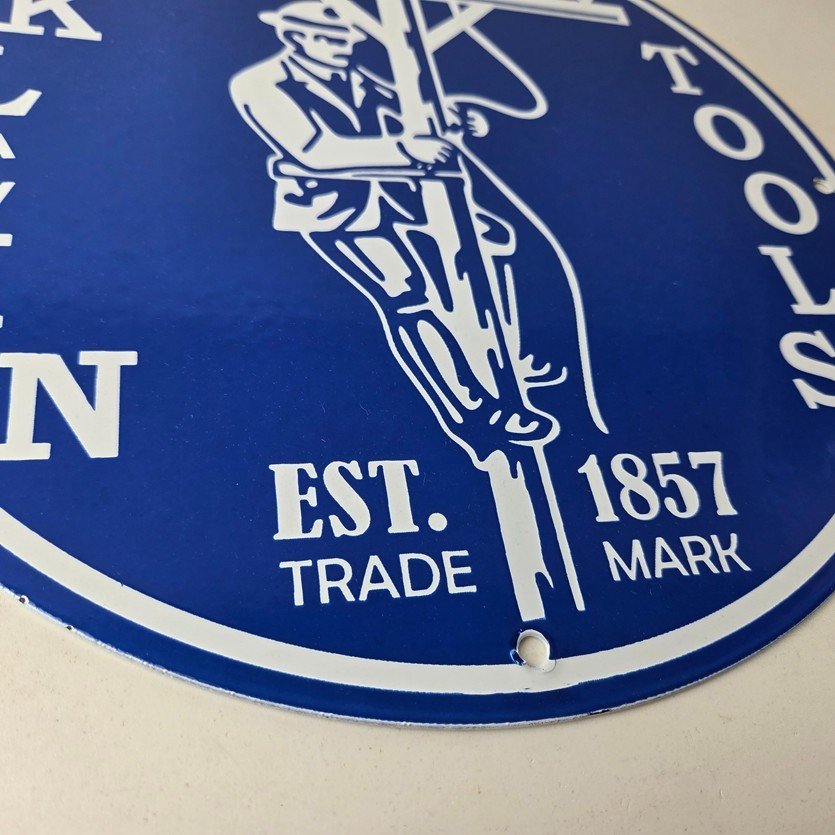 TOOLS
EST. 1857
TRADE MARK